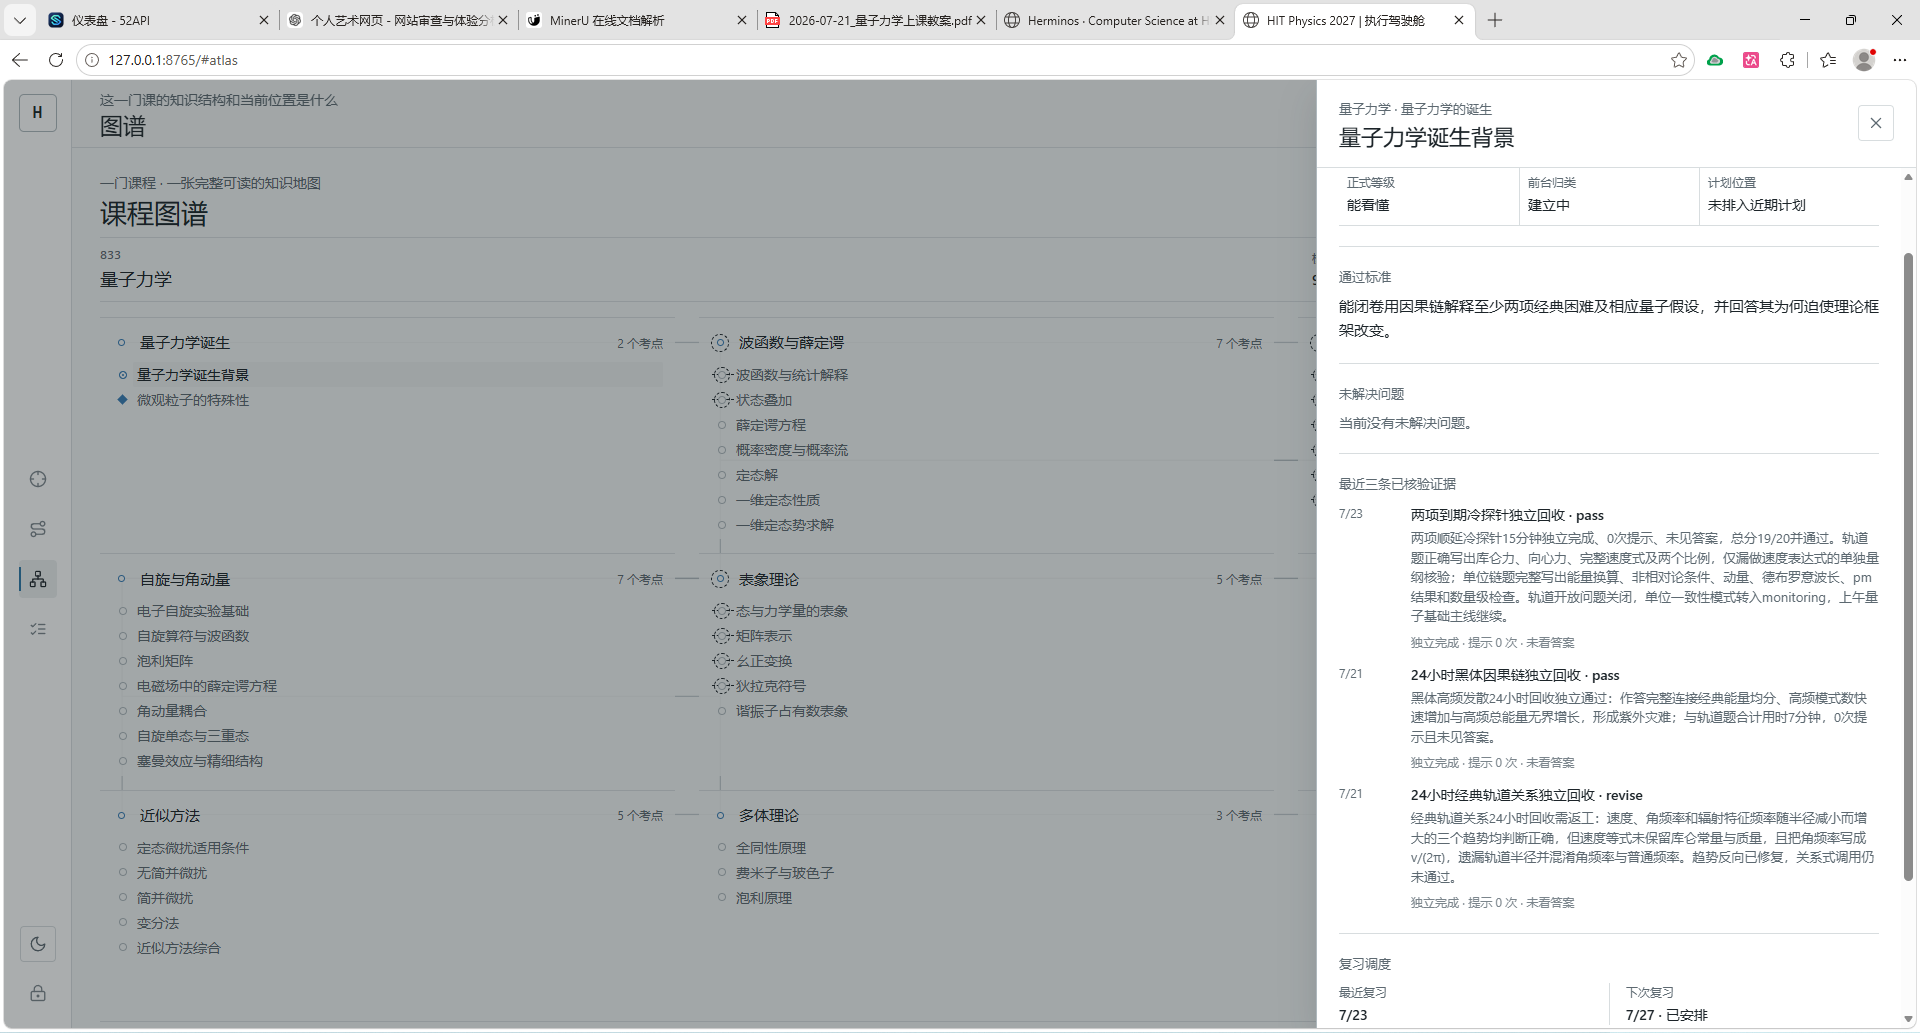 仪表盘 - 52API
个人艺术网页 - 网站审查与体验分
MinerU 在线文档解析
2026-07-21_量子力学上课教案.pdf
Herminos · Computer Science at H
HIT Physics 2027 | 执行驾驶舱
127.0.0.1:8765/#atlas
H
这一门课的知识结构和当前位置是什么
图谱
一门课程 · 一张完整可读的知识地图
课程图谱
833
量子力学
量子力学诞生
2 个考点
量子力学诞生背景
微观粒子的特殊性
波函数与薛定谔
7 个考点
波函数与统计解释
状态叠加
薛定谔方程
概率密度与概率流
定态解
一维定态性质
一维定态势求解
自旋与角动量
7 个考点
电子自旋实验基础
自旋算符与波函数
泡利矩阵
电磁场中的薛定谔方程
角动量耦合
自旋单态与三重态
塞曼效应与精细结构
表象理论
5 个考点
态与力学量的表象
矩阵表示
幺正变换
狄拉克符号
谐振子占有数表象
近似方法
5 个考点
定态微扰适用条件
无简并微扰
简并微扰
变分法
近似方法综合
多体理论
3 个考点
全同性原理
费米子与玻色子
泡利原理
量子力学 · 量子力学的诞生
量子力学诞生背景
正式等级
能看懂
前台归类
建立中
计划位置
未排入近期计划
通过标准
能闭卷用因果链解释至少两项经典困难及相应量子假设，并回答其为何迫使理论框
架改变。
未解决问题
当前没有未解决问题。
最近三条已核验证据
7/23
两项到期冷探针独立回收 · pass
两项顺延冷探针15分钟独立完成、0次提示、未见答案，总分19/20并通过。轨道
题正确写出库仑力、向心力、完整速度式及两个比例，仅漏做速度表达式的单独量
纲核验；单位链题完整写出能量换算、非相对论条件、动量、德布罗意波长、pm
结果和数量级检查。轨道开放问题关闭，单位一致性模式转入monitoring，上午量
子基础主线继续。
独立完成 · 提示 0 次 · 未看答案
7/21
24小时黑体因果链独立回收 · pass
黑体高频发散24小时回收独立通过：作答完整连接经典能量均分、高频模式数快
速增加与高频总能量无界增长，形成紫外灾难；与轨道题合计用时7分钟，0次提
示且未见答案。
独立完成 · 提示 0 次 · 未看答案
7/21
24小时经典轨道关系独立回收 · revise
经典轨道关系24小时回收需返工：速度、角频率和辐射特征频率随半径减小而增
大的三个趋势均判断正确，但速度等式未保留库仑常量与质量，且把角频率写成
v/(2π)，遗漏轨道半径并混淆角频率与普通频率。趋势反向已修复，关系式调用仍
未通过。
独立完成 · 提示 0 次 · 未看答案
复习调度
最近复习
7/23
下次复习
7/27 · 已安排